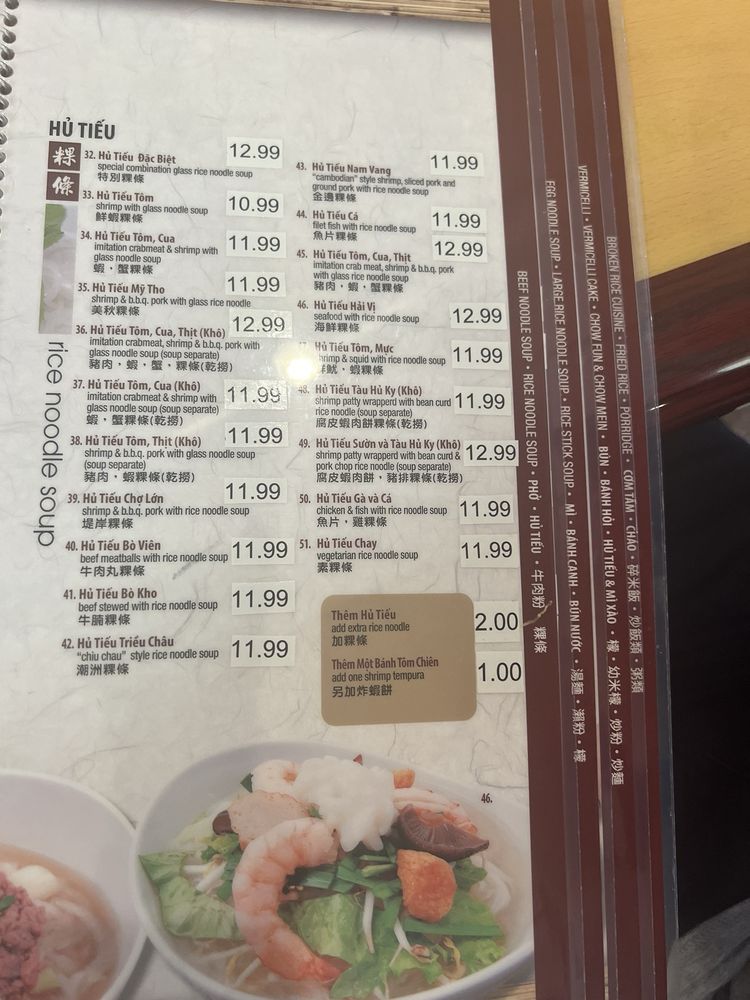 HỦ TIẾU
粿
條
rice noodle soup
32. Hủ Tiếu Đặc Biệt 12.99
special combination glass rice noodle soup
特別粿條
33. Hủ Tiếu Tôm 10.99
shrimp with glass noodle soup
鮮蝦粿條
34. Hủ Tiếu Tôm, Cua 11.99
imitation crabmeat & shrimp with
glass noodle soup
蝦，蟹粿條
35. Hủ Tiếu Mỹ Tho 11.99
shrimp & b.b.q. pork with glass rice noodle
美秋粿條
36. Hủ Tiếu Tôm, Cua, Thịt (Khô) 12.99
imitation crabmeat, shrimp & b.b.q. pork with
glass noodle soup (soup separate)
豬肉，蝦，蟹，粿條(乾撈)
37. Hủ Tiếu Tôm, Cua (Khô) 11.99
imitation crabmeat & shrimp with
glass noodle soup (soup separate)
蝦，蟹粿條(乾撈)
38. Hủ Tiếu Tôm, Thịt (Khô) 11.99
shrimp & b.b.q. pork with glass noodle soup
(soup separate)
豬肉，蝦粿條(乾撈)
39. Hủ Tiếu Chợ Lớn 11.99
shrimp & b.b.q. pork with rice noodle soup
堤岸粿條
40. Hủ Tiếu Bò Viên 11.99
beef meatballs with rice noodle soup
牛肉丸粿條
41. Hủ Tiếu Bò Kho 11.99
beef stewed with rice noodle soup
牛腩粿條
42. Hủ Tiếu Triều Châu 11.99
"chiu chau" style rice noodle soup
潮洲粿條
43. Hủ Tiếu Nam Vang 11.99
"cambodian" style shrimp, sliced pork and
ground pork with rice noodle soup
金邊粿條
44. Hủ Tiếu Cá 11.99
filet fish with rice noodle soup
魚片粿條
45. Hủ Tiếu Tôm, Cua, Thịt 12.99
imitation crab meat, shrimp & b.b.q. pork
with glass rice noodle soup
豬肉，蝦，蟹粿條
46. Hủ Tiếu Hải Vị 12.99
seafood with rice noodle soup
海鮮粿條
Hủ Tiếu Tôm, Mực 11.99
shrimp & squid with rice noodle soup
鮮魷，蝦粿條
48. Hủ Tiếu Tàu Hủ Ky (Khô) 11.99
shrimp patty wrapperd with bean curd
rice noodle soup (soup separate)
腐皮蝦肉餅粿條(乾撈)
49. Hủ Tiếu Sườn và Tàu Hủ Ky (Khô) 12.99
shrimp patty wrapperd with bean curd &
pork chop rice noodle (soup separate)
腐皮蝦肉餅，豬排粿條(乾撈)
50. Hủ Tiếu Gà và Cá 11.99
chicken & fish with rice noodle soup
魚片，雞粿條
51. Hủ Tiếu Chay 11.99
vegetarian rice noodle soup
素粿條
Thêm Hủ Tiếu 2.00
add extra rice noodle
加粿條
Thêm Một Bánh Tôm Chiên 1.00
add one shrimp tempura
另加炸蝦餅
46.
BEEF NOODLE SOUP • RICE NOODLE SOUP • PHỞ • HỦ TIẾU • 牛肉粉 • 粿條
EGG NOODLE SOUP • LARGE RICE NOODLE SOUP • RICE STICK SOUP • MÌ • BÁNH CANH • BÚN NƯỚC • 湯麵 • 瀨粉 • 檬
VERMICELLI • VERMICELLI CAKE • CHOW FUN & CHOW MEIN • BÚN • BÁNH HỎI • HỦ TIẾU & MÌ XÀO • 檬 • 幼米檬 • 炒粉 • 炒麵
BROKEN RICE CUISINE • FRIED RICE • PORRIDGE • CƠM TẤM • CHÁO • 碎米飯 • 炒飯類 • 粥類